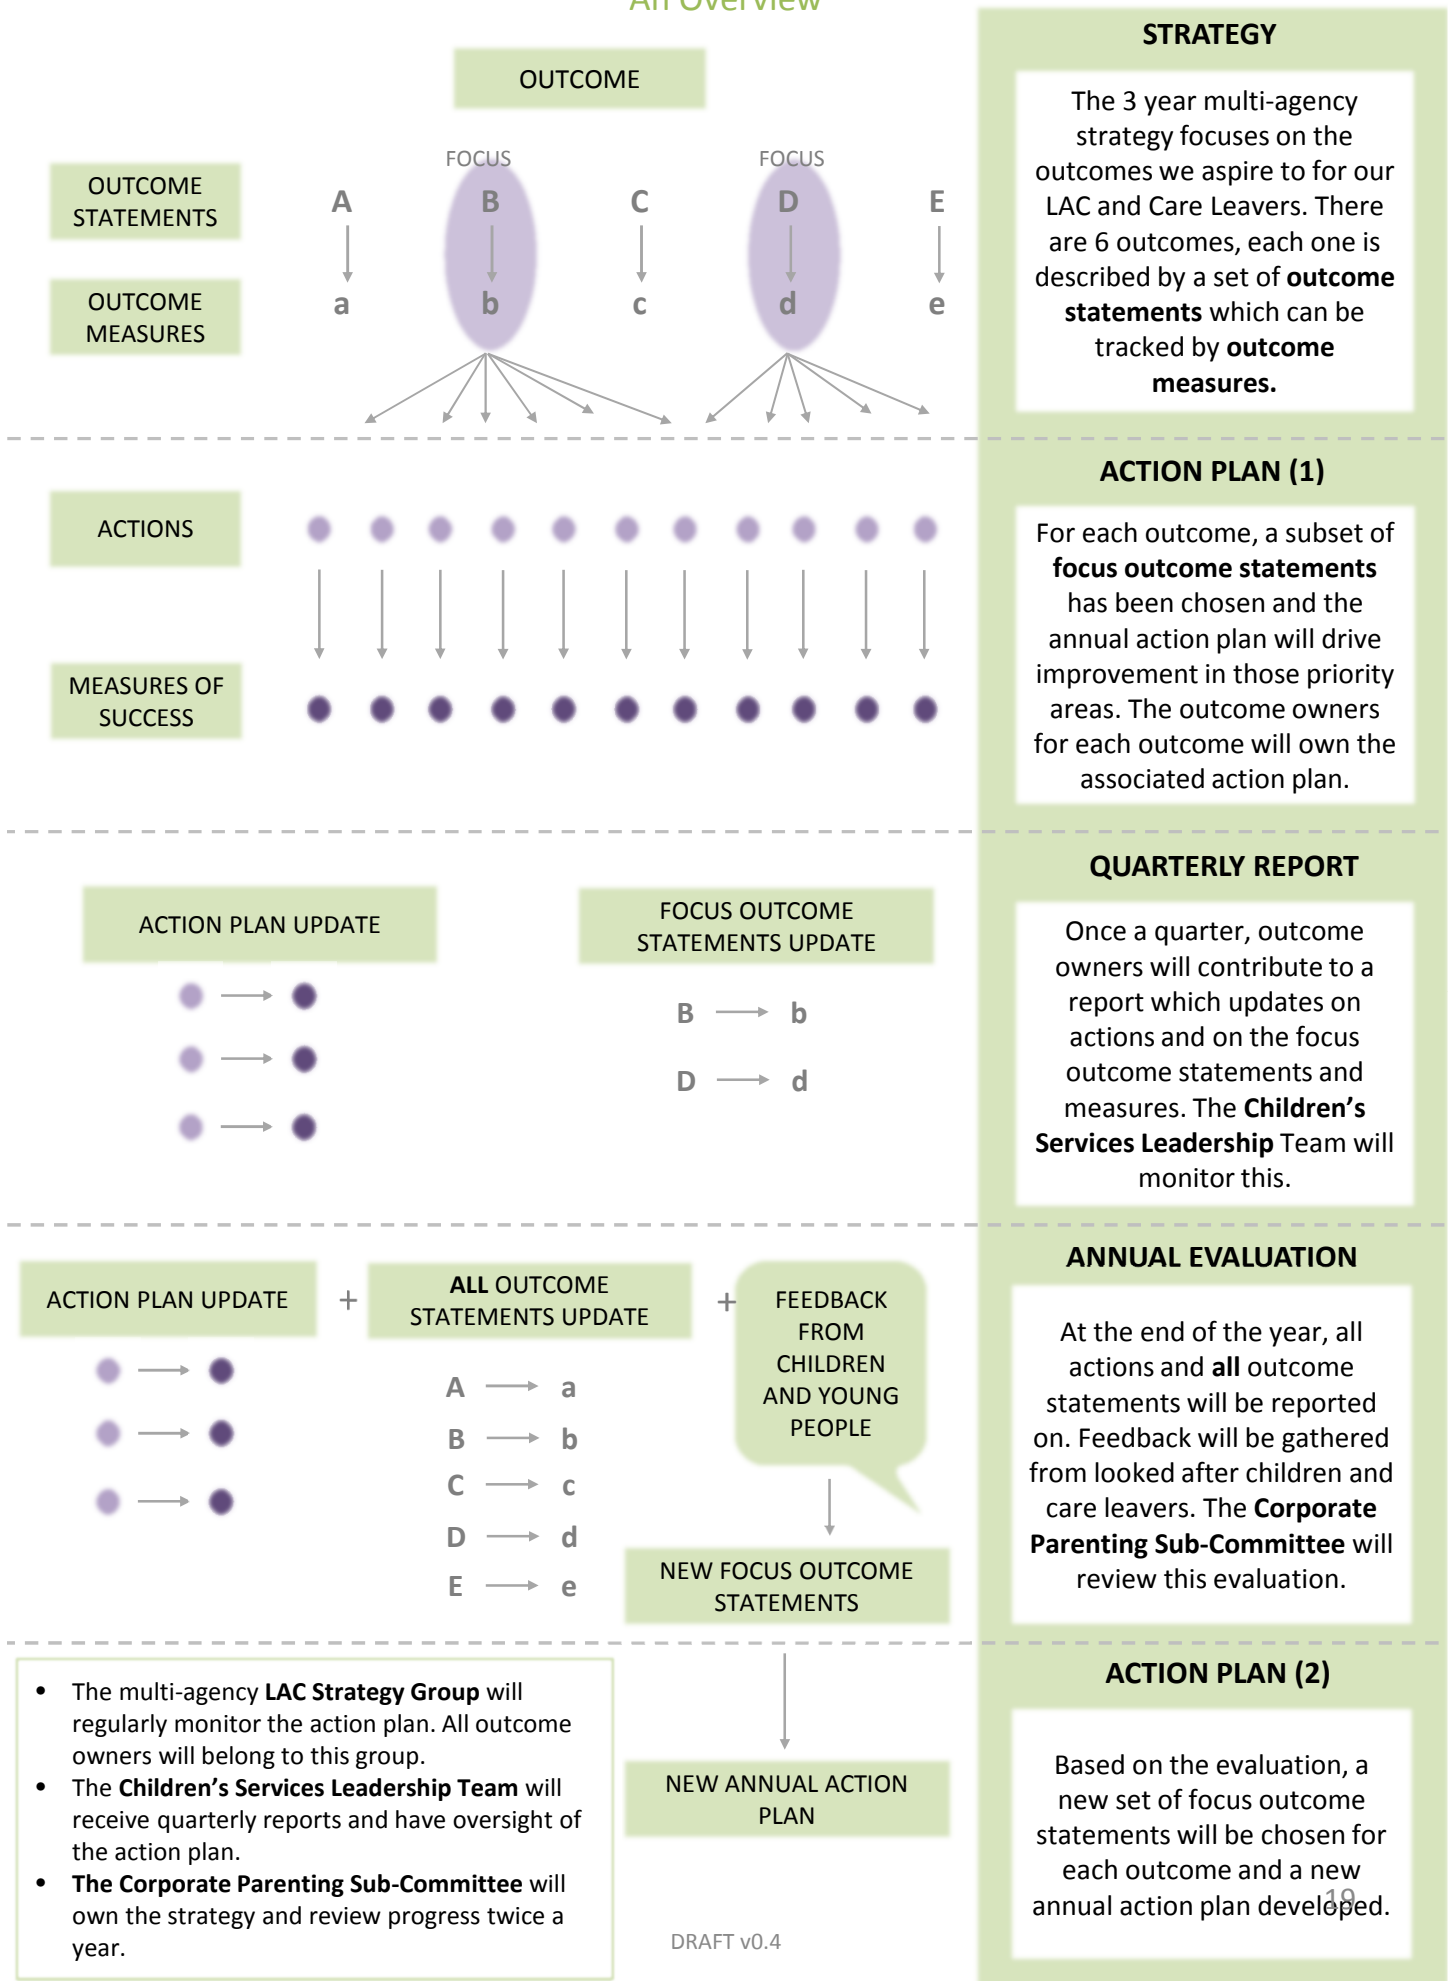 An Overview
OUTCOME
FOCUS FOCUS
OUTCOME
STATEMENTS
A B C D E
OUTCOME
MEASURES
a b c d e
STRATEGY
The 3 year multi-agency
strategy focuses on the
outcomes we aspire to for our
LAC and Care Leavers. There
are 6 outcomes, each one is
described by a set of outcome
statements which can be
tracked by outcome
measures.
ACTIONS
MEASURES OF
SUCCESS
ACTION PLAN (1)
For each outcome, a subset of
focus outcome statements
has been chosen and the
annual action plan will drive
improvement in those priority
areas. The outcome owners
for each outcome will own the
associated action plan.
ACTION PLAN UPDATE
FOCUS OUTCOME
STATEMENTS UPDATE
B b
D d
QUARTERLY REPORT
Once a quarter, outcome
owners will contribute to a
report which updates on
actions and on the focus
outcome statements and
measures. The Children’s
Services Leadership Team will
monitor this.
ACTION PLAN UPDATE
+
ALL OUTCOME
STATEMENTS UPDATE
A a
B b
C c
D d
E e
+
FEEDBACK
FROM
CHILDREN
AND YOUNG
PEOPLE
NEW FOCUS OUTCOME
STATEMENTS
ANNUAL EVALUATION
At the end of the year, all
actions and all outcome
statements will be reported
on. Feedback will be gathered
from looked after children and
care leavers. The Corporate
Parenting Sub-Committee will
review this evaluation.
• The multi-agency LAC Strategy Group will
regularly monitor the action plan. All outcome
owners will belong to this group.
• The Children’s Services Leadership Team will
receive quarterly reports and have oversight of
the action plan.
• The Corporate Parenting Sub-Committee will
own the strategy and review progress twice a
year.
NEW ANNUAL ACTION
PLAN
ACTION PLAN (2)
Based on the evaluation, a
new set of focus outcome
statements will be chosen for
each outcome and a new
annual action plan developed.
19
DRAFT v0.4